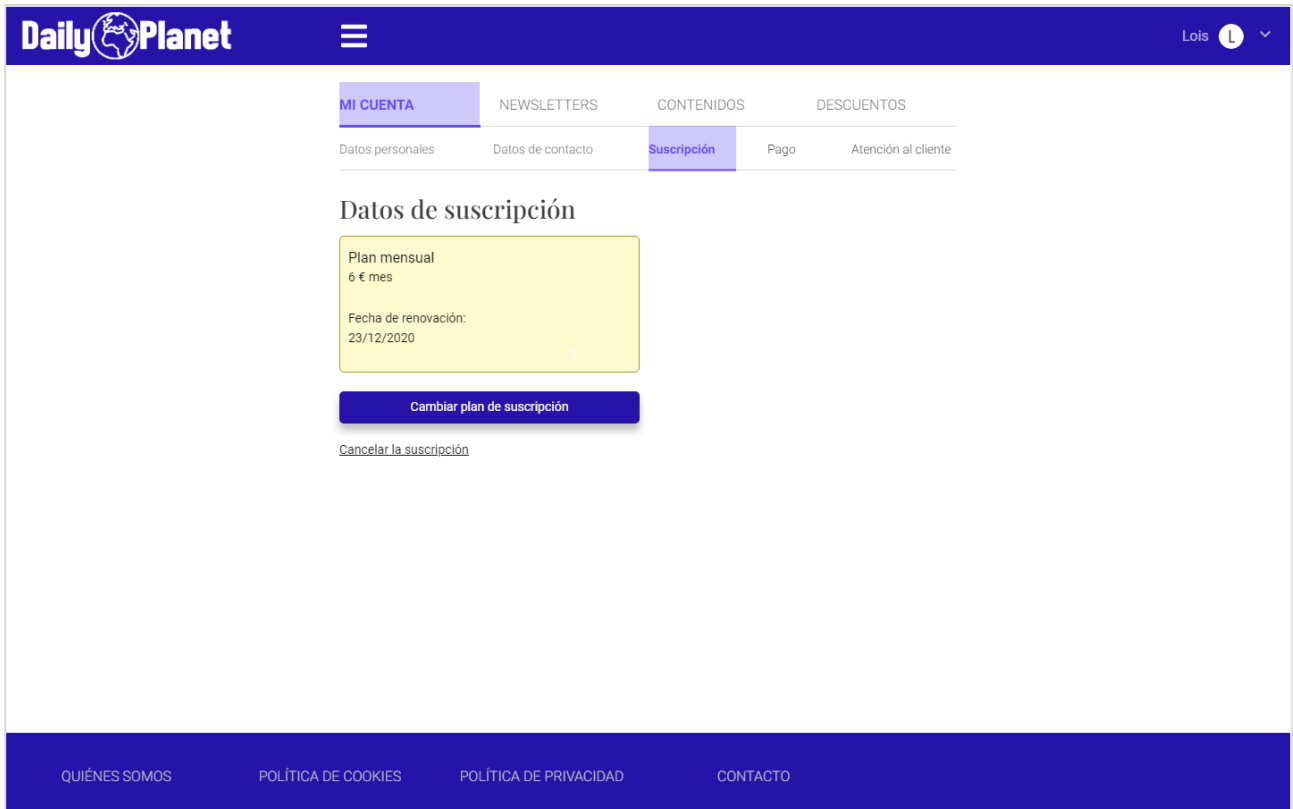 Daily Planet
Lois L
MI CUENTA NEWSLETTERS CONTENIDOS DESCUENTOS
Datos personales Datos de contacto Suscripción Pago Atención al cliente
Datos de suscripción
Plan mensual
6 € mes
Fecha de renovación:
23/12/2020
Cambiar plan de suscripción
Cancelar la suscripción
QUIÉNES SOMOS POLÍTICA DE COOKIES POLÍTICA DE PRIVACIDAD CONTACTO